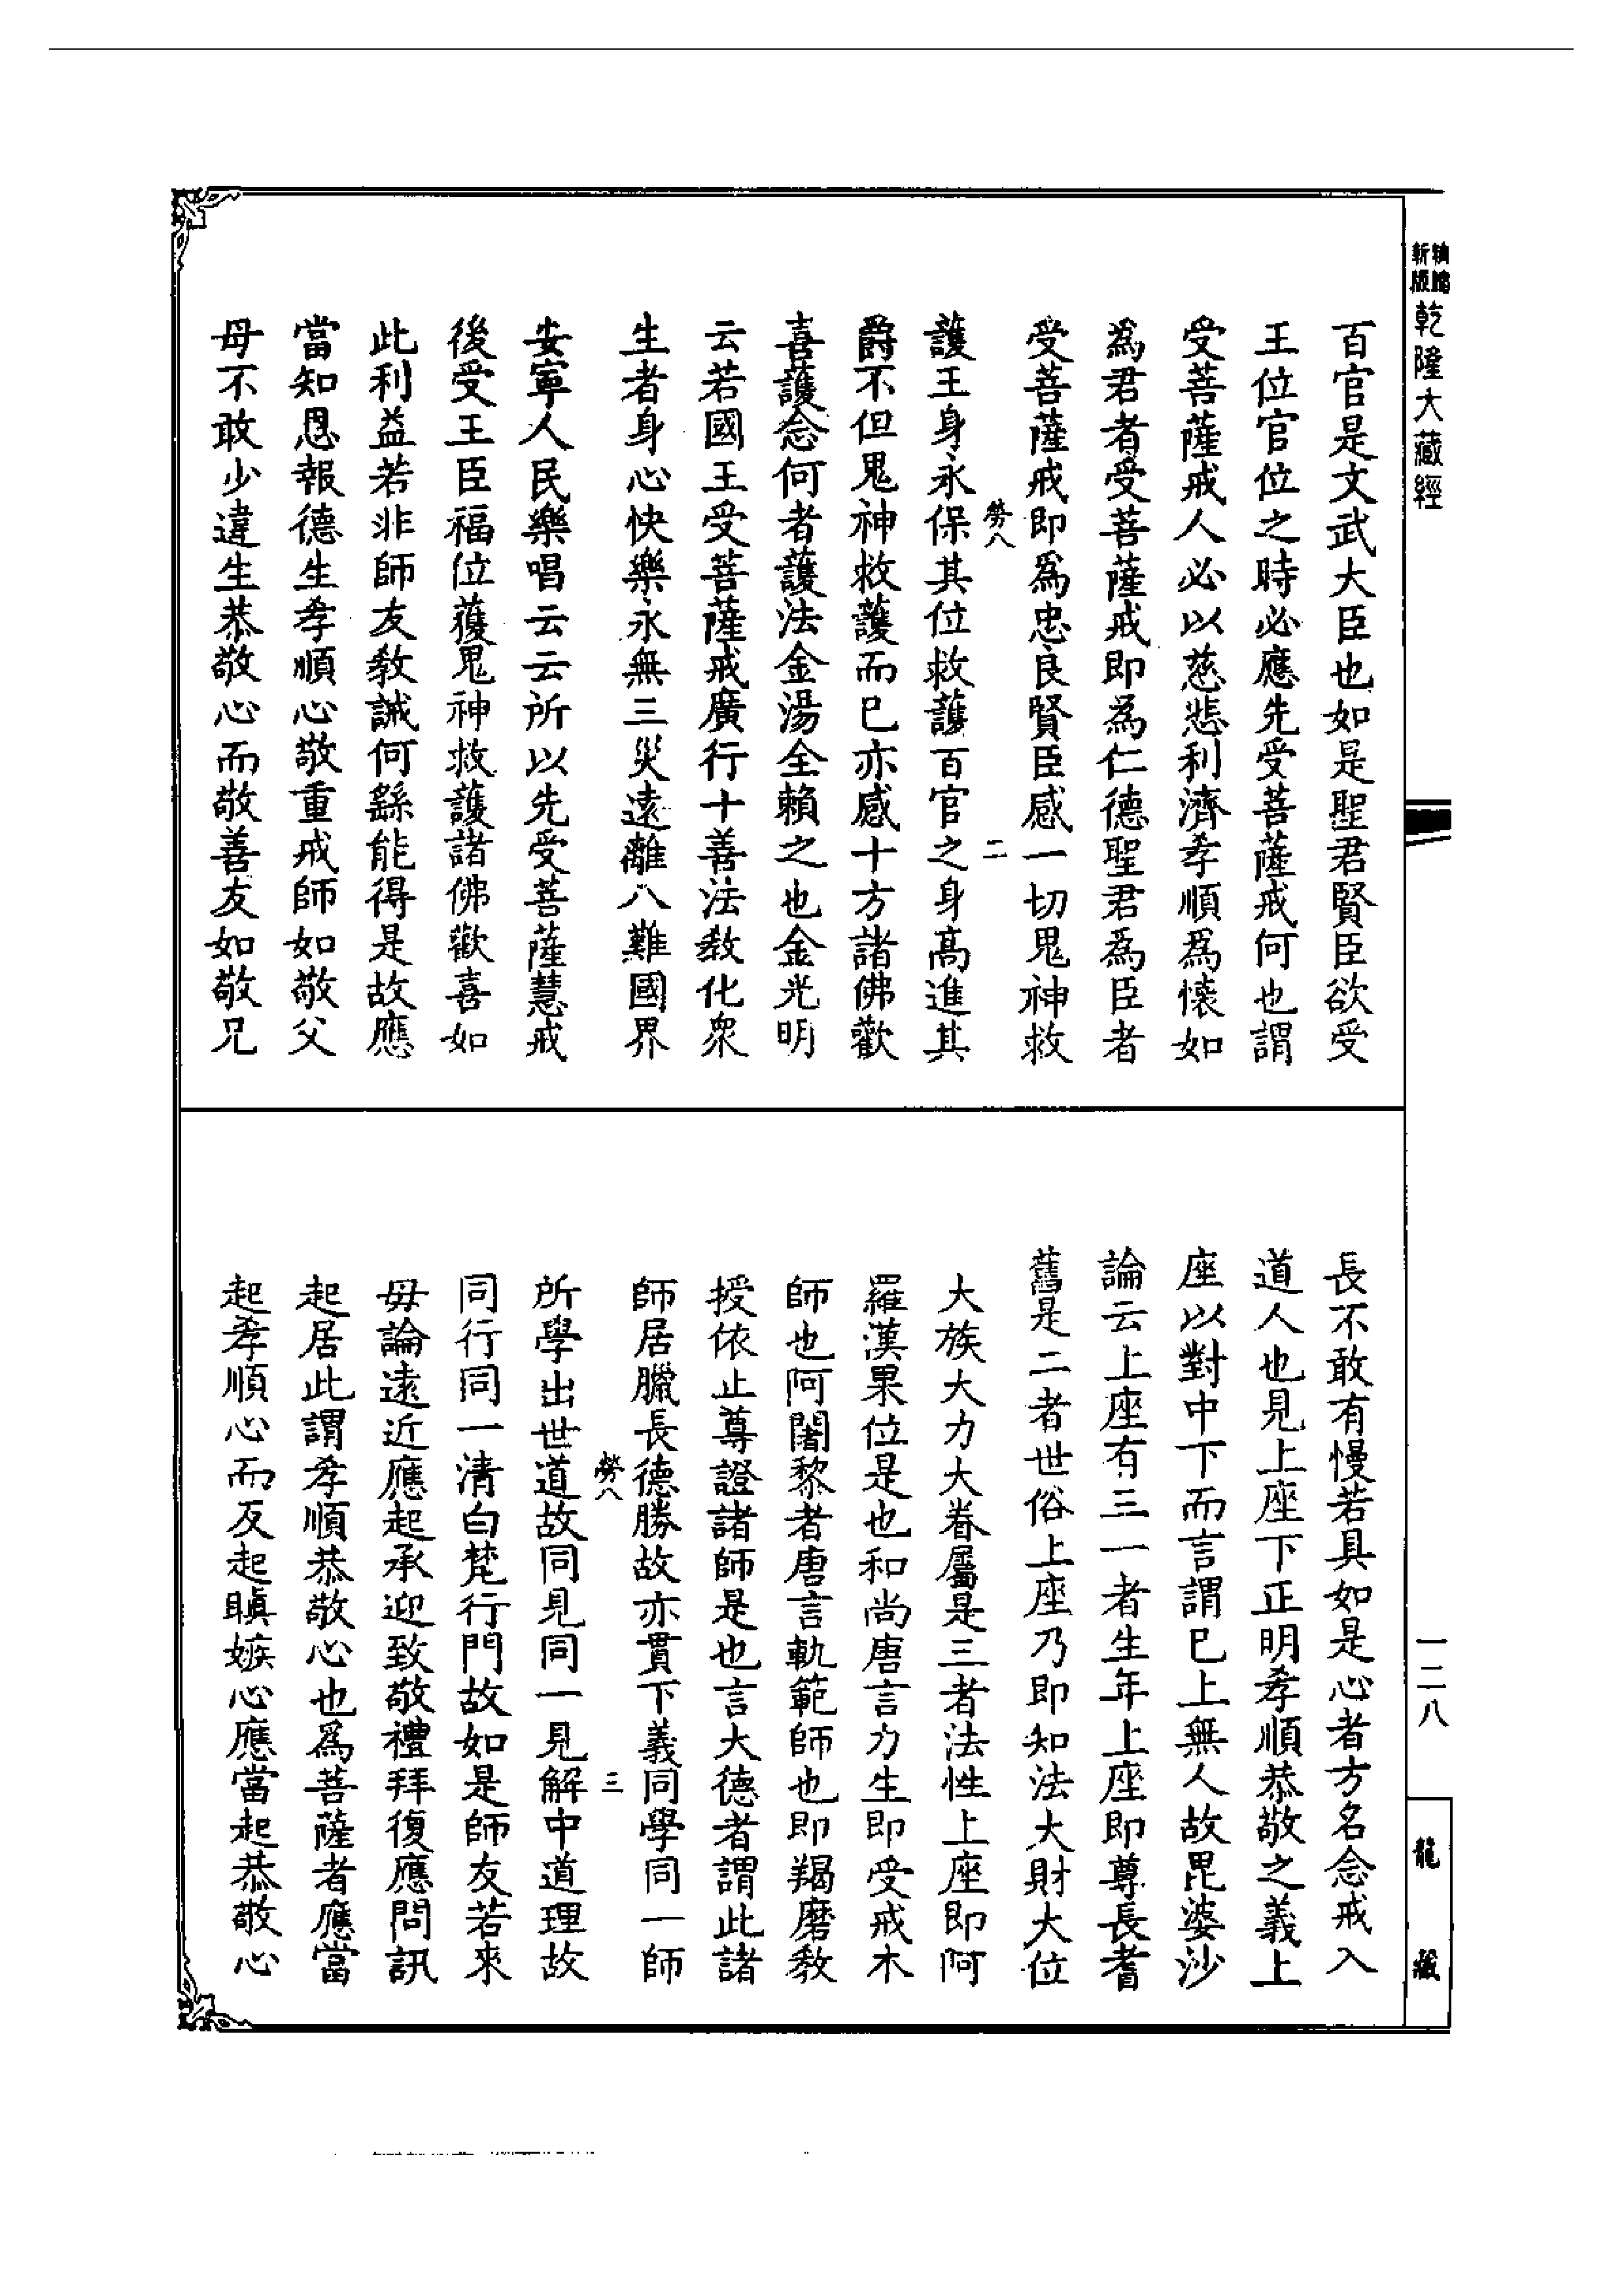 新版
乾隆大藏經
百官是文武大臣也如是聖君賢臣欲受
王位官位之時必應先受菩薩戒何也謂
受菩薩戒人必以慈悲利濟孝順爲懷如
爲君者受菩薩戒即爲仁德聖君爲臣者
受菩薩戒即爲忠良賢臣感一切鬼神救
勞八 二
護王身永保其位救護百官之身高進其
爵不但鬼神救護而已亦感十方諸佛歡
喜護念何者護法金湯全賴之也金光明
云若國王受菩薩戒廣行十善法教化衆
生者身心快樂永無三災遠離八難國界
安寧人民樂唱云云所以先受菩薩慧戒
後受王臣福位獲鬼神救護諸佛歡喜如
此利益若非師友教誡何繇能得是故應
當知恩報德生孝順心敬重戒師如敬父
母不敢少違生恭敬心而敬善友如敬兄
長不敢有慢若具如是心者方名念戒入
道人也見上座下正明孝順恭敬之義上
座以對中下而言謂已上無人故毘婆沙
論云上座有三一者生年上座即尊長耆
舊是二者世俗上座乃即知法大財大位
大族大力大眷屬是三者法性上座即阿
羅漢果位是也和尚唐言力生即受戒本
師也阿闍黎者唐言軌範師也即羯磨教
授依止尊證諸師是也言大德者謂此諸
師居臘長德勝故亦貫下義同學同一師
勞八 三
所學出世道故同見同一見解中道理故
同行同一清白梵行門故如是師友若來
毋論遠近應起承迎致敬禮拜復應問訊
起居此謂孝順恭敬心也爲菩薩者應當
起孝順心而反起瞋嫉心應當起恭敬心
一二八
龍藏